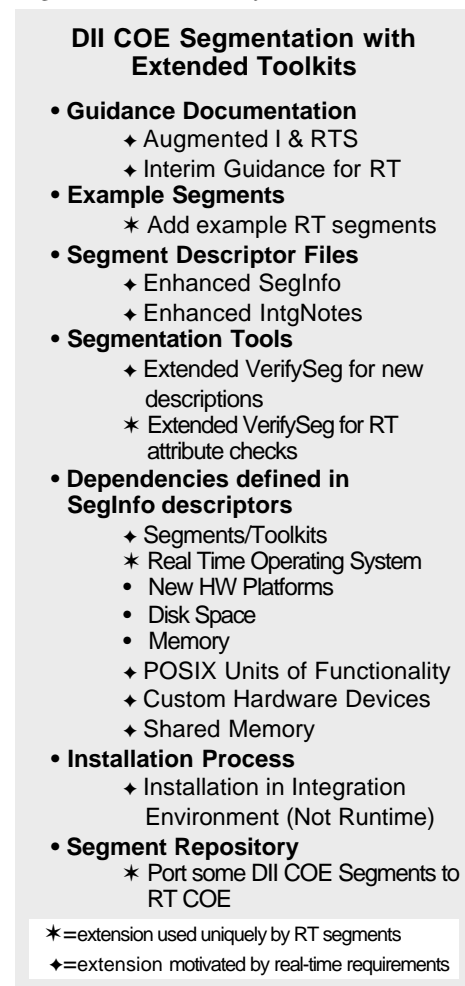 DII COE Segmentation with
Extended Toolkits
• Guidance Documentation
✦ Augmented I & RTS
✦ Interim Guidance for RT
• Example Segments
✶ Add example RT segments
• Segment Descriptor Files
✦ Enhanced SegInfo
✦ Enhanced IntgNotes
• Segmentation Tools
✦ Extended VerifySeg for new
descriptions
✶ Extended VerifySeg for RT
attribute checks
• Dependencies defined in
SegInfo descriptors
✦ Segments/Toolkits
✶ Real Time Operating System
• New HW Platforms
• Disk Space
• Memory
✦ POSIX Units of Functionality
✦ Custom Hardware Devices
✦ Shared Memory
• Installation Process
✦ Installation in Integration
Environment (Not Runtime)
• Segment Repository
✶ Port some DII COE Segments to
RT COE
✶=extension used uniquely by RT segments
✦=extension motivated by real-time requirements